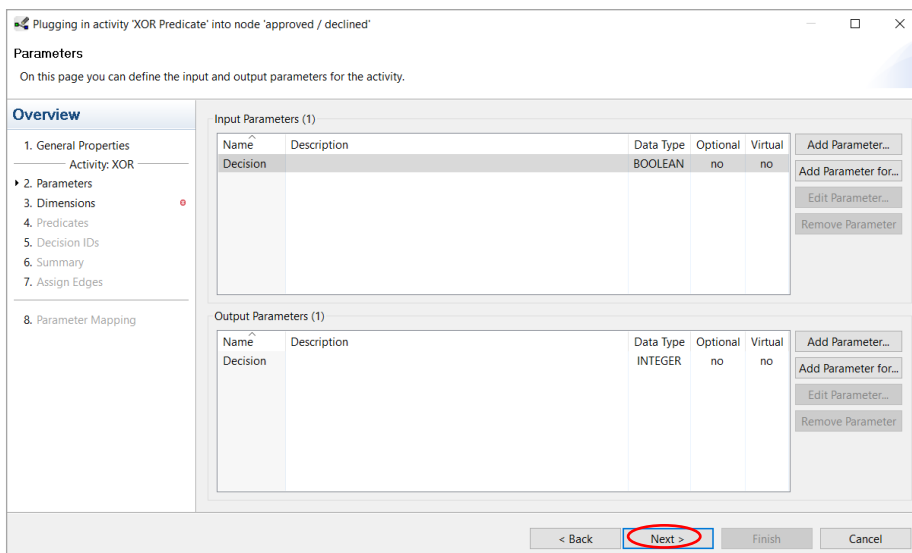 Plugging in activity 'XOR Predicate' into node 'approved / declined'
Parameters
On this page you can define the input and output parameters for the activity.
Overview
1. General Properties
Activity: XOR
2. Parameters
3. Dimensions
4. Predicates
5. Decision IDs
6. Summary
7. Assign Edges
8. Parameter Mapping
Input Parameters (1)
Name Description Data Type Optional Virtual
Decision BOOLEAN no no
Add Parameter...
Add Parameter for...
Edit Parameter...
Remove Parameter
Output Parameters (1)
Name Description Data Type Optional Virtual
Decision INTEGER no no
Add Parameter...
Add Parameter for...
Edit Parameter...
Remove Parameter
< Back Next > Finish Cancel